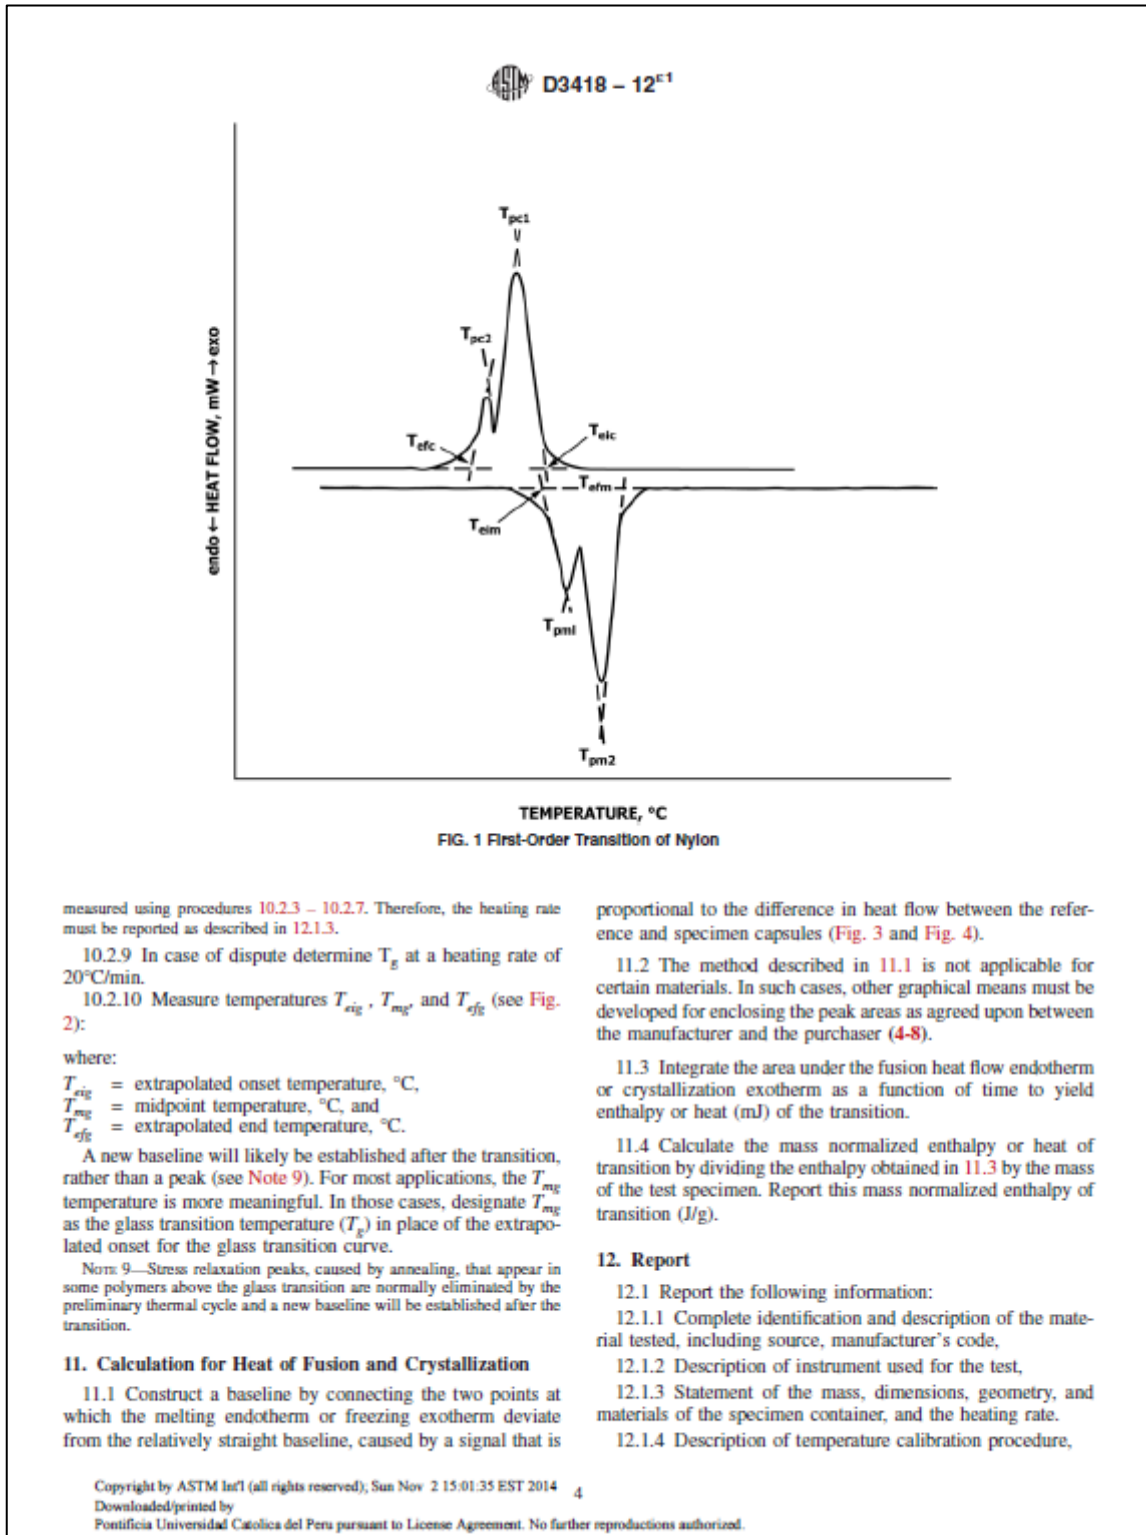 ASTM D3418 – 12ᵋ¹
Tpc1
Tpc2
Tefc
Teic
Tefm
Teim
Tpm1
Tpm2
endo ← HEAT FLOW, mW → exo
TEMPERATURE, °C
FIG. 1 First-Order Transition of Nylon
measured using procedures 10.2.3 – 10.2.7. Therefore, the heating rate
must be reported as described in 12.1.3.
10.2.9 In case of dispute determine Tg at a heating rate of
20°C/min.
10.2.10 Measure temperatures Teig , Tmg, and Tefg (see Fig.
2):
where:
Teig = extrapolated onset temperature, °C,
Tmg = midpoint temperature, °C, and
Tefg = extrapolated end temperature, °C.
A new baseline will likely be established after the transition,
rather than a peak (see Note 9). For most applications, the Tmg
temperature is more meaningful. In those cases, designate Tmg
as the glass transition temperature (Tg) in place of the extrapo-
lated onset for the glass transition curve.
NOTE 9—Stress relaxation peaks, caused by annealing, that appear in
some polymers above the glass transition are normally eliminated by the
preliminary thermal cycle and a new baseline will be established after the
transition.
11. Calculation for Heat of Fusion and Crystallization
11.1 Construct a baseline by connecting the two points at
which the melting endotherm or freezing exotherm deviate
from the relatively straight baseline, caused by a signal that is
proportional to the difference in heat flow between the refer-
ence and specimen capsules (Fig. 3 and Fig. 4).
11.2 The method described in 11.1 is not applicable for
certain materials. In such cases, other graphical means must be
developed for enclosing the peak areas as agreed upon between
the manufacturer and the purchaser (4-8).
11.3 Integrate the area under the fusion heat flow endotherm
or crystallization exotherm as a function of time to yield
enthalpy or heat (mJ) of the transition.
11.4 Calculate the mass normalized enthalpy or heat of
transition by dividing the enthalpy obtained in 11.3 by the mass
of the test specimen. Report this mass normalized enthalpy of
transition (J/g).
12. Report
12.1 Report the following information:
12.1.1 Complete identification and description of the mate-
rial tested, including source, manufacturer's code,
12.1.2 Description of instrument used for the test,
12.1.3 Statement of the mass, dimensions, geometry, and
materials of the specimen container, and the heating rate.
12.1.4 Description of temperature calibration procedure,
Copyright by ASTM Int'l (all rights reserved); Sun Nov 2 15:01:35 EST 2014
4
Downloaded/printed by
Pontificia Universidad Catolica del Peru pursuant to License Agreement. No further reproductions authorized.